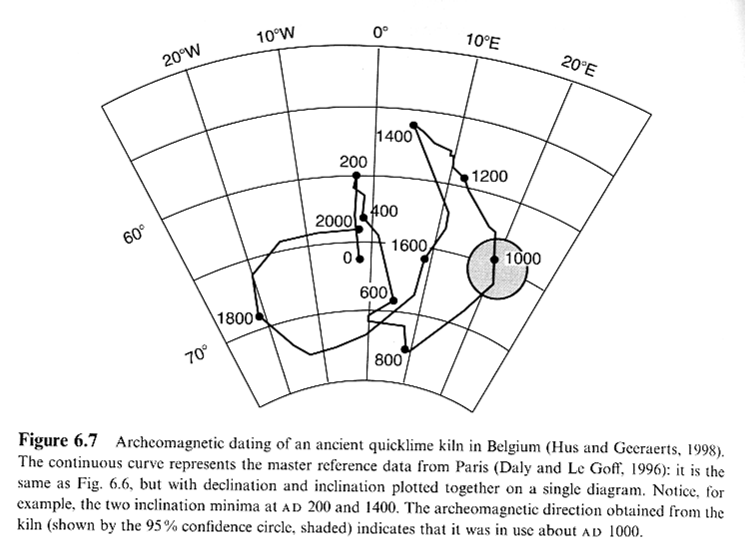 20°W
10°W
0°
10°E
20°E
1400
200
1200
400
2000
60°
1600
0
1000
600
1800
70°
800
Figure 6.7 Archeomagnetic dating of an ancient quicklime kiln in Belgium (Hus and Geeraerts, 1998).
The continuous curve represents the master reference data from Paris (Daly and Le Goff, 1996): it is the
same as Fig. 6.6, but with declination and inclination plotted together on a single diagram. Notice, for
example, the two inclination minima at AD 200 and 1400. The archeomagnetic direction obtained from the
kiln (shown by the 95% confidence circle, shaded) indicates that it was in use about AD 1000.